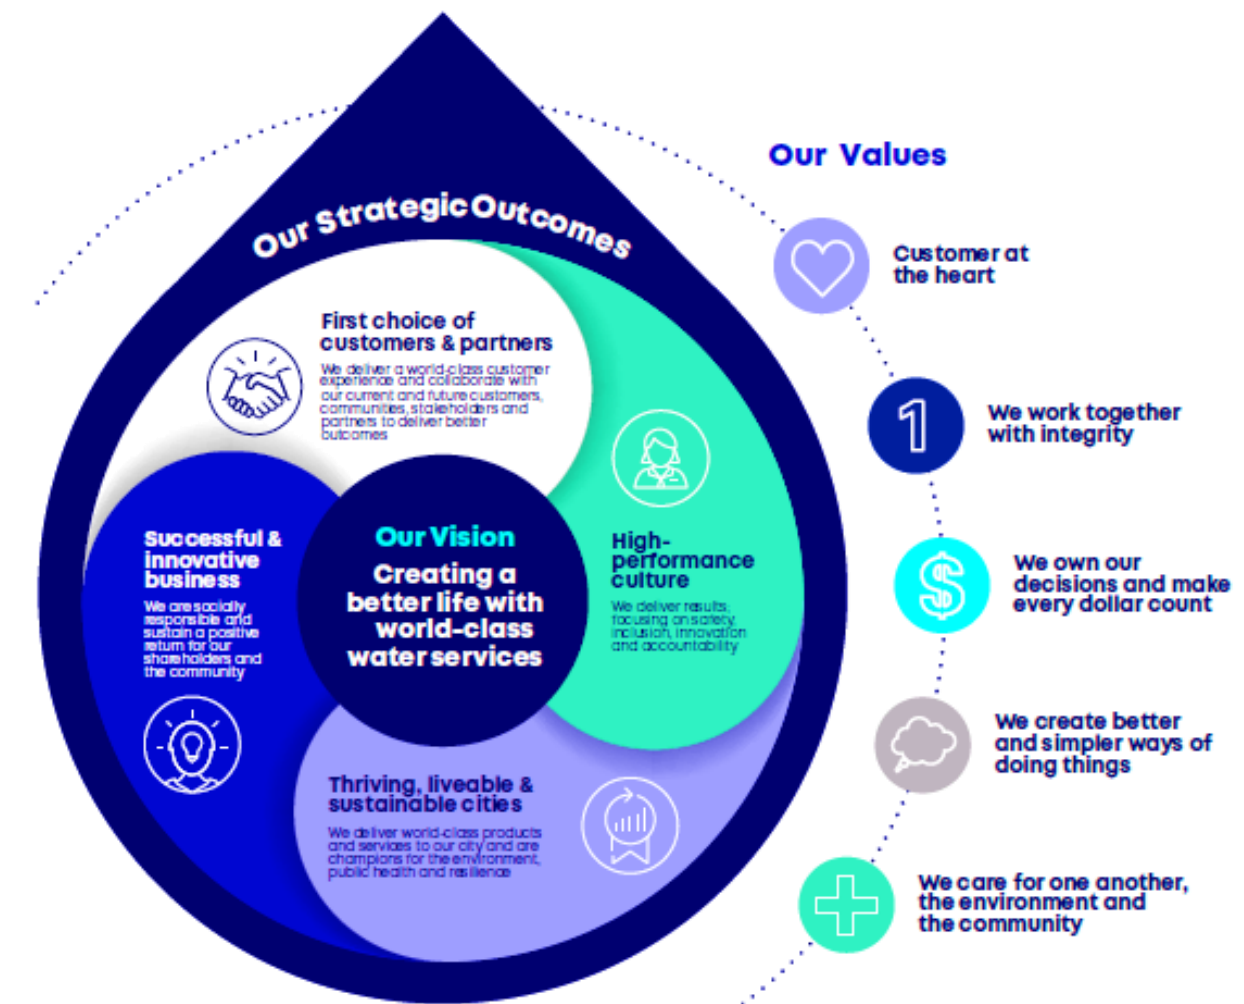 Our Strategic Outcomes
First choice of
customers & partners
We deliver a world-class customer
experience and collaborate with
our current and future customers,
communities, stakeholders and
partners to deliver better
outcomes
High-
performance
culture
We deliver results,
focusing on safety,
inclusion, innovation
and accountability
Our Vision
Creating a
better life with
world-class
water services
Successful &
innovative
business
We are socially
responsible and
sustain a positive
return for our
shareholders and
the community
Thriving, liveable &
sustainable cities
We deliver world-class products
and services to our city and are
champions for the environment,
public health and resilience
Our Values
Customer at
the heart
1
We work together
with integrity
$
We own our
decisions and make
every dollar count
We create better
and simpler ways of
doing things
We care for one another,
the environment and
the community